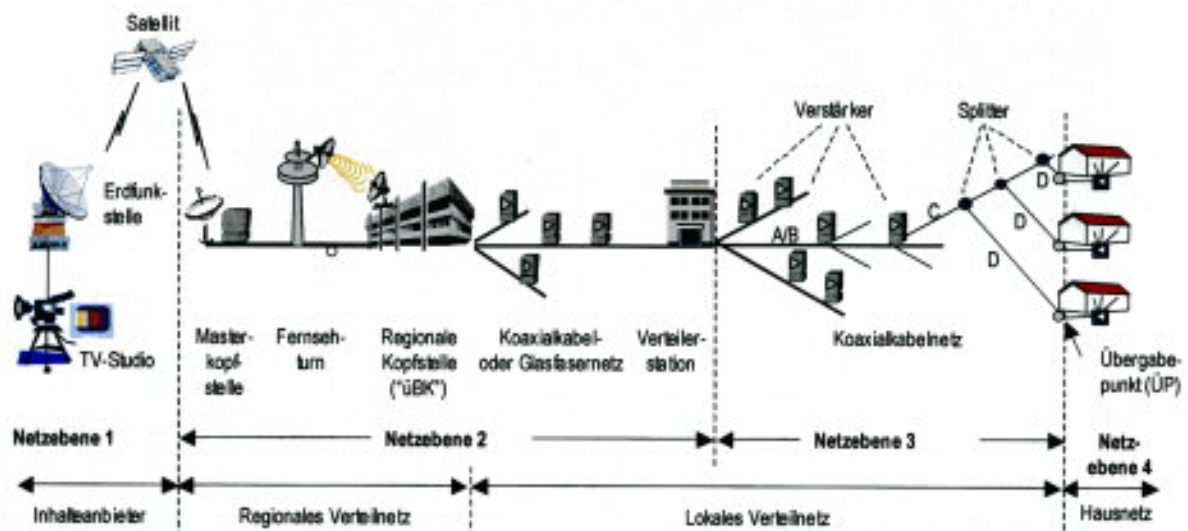 Satellit
Erdfunk-
stelle
TV-Studio
Verstärker
Splitter
A/B
C
D
D
D
Master-
kopf-
stelle
Fernseh-
turn
Regionale
Kopfstelle
("üBK")
Koaxialkabel-
oder Glasfasernetz
Verteiler-
station
Koaxialkabelnetz
Übergabe-
punkt (ÜP)
Netzebene 1
Netzebene 2
Netzebene 3
Netz-
ebene 4
Inhalteanbieter
Regionales Verteilnetz
Lokales Verteilnetz
Hausnetz